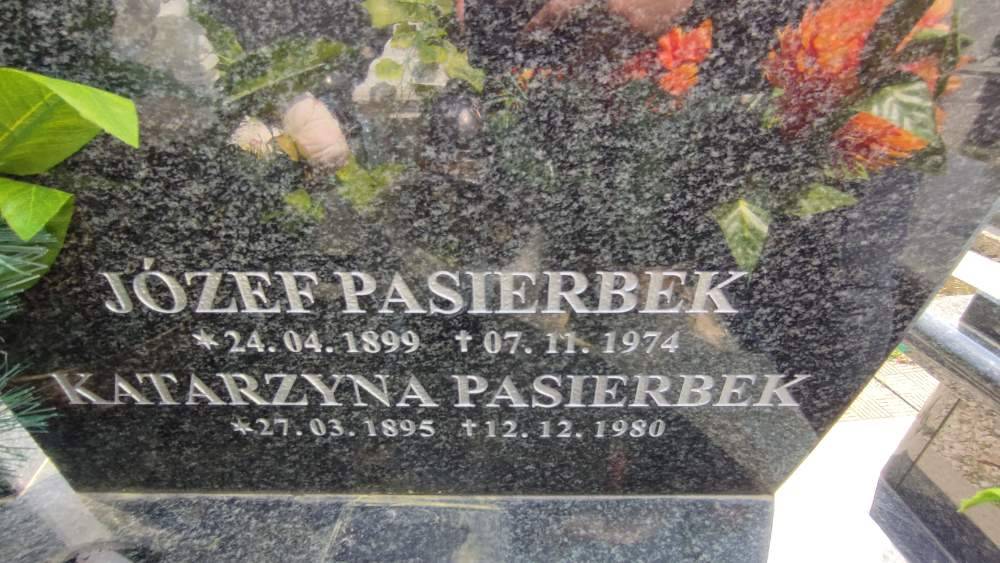 JÓZEF PASIERBEK
*24.04.1899 †07.11.1974
KATARZYNA PASIERBEK
*27.03.1895 †12.12.1980